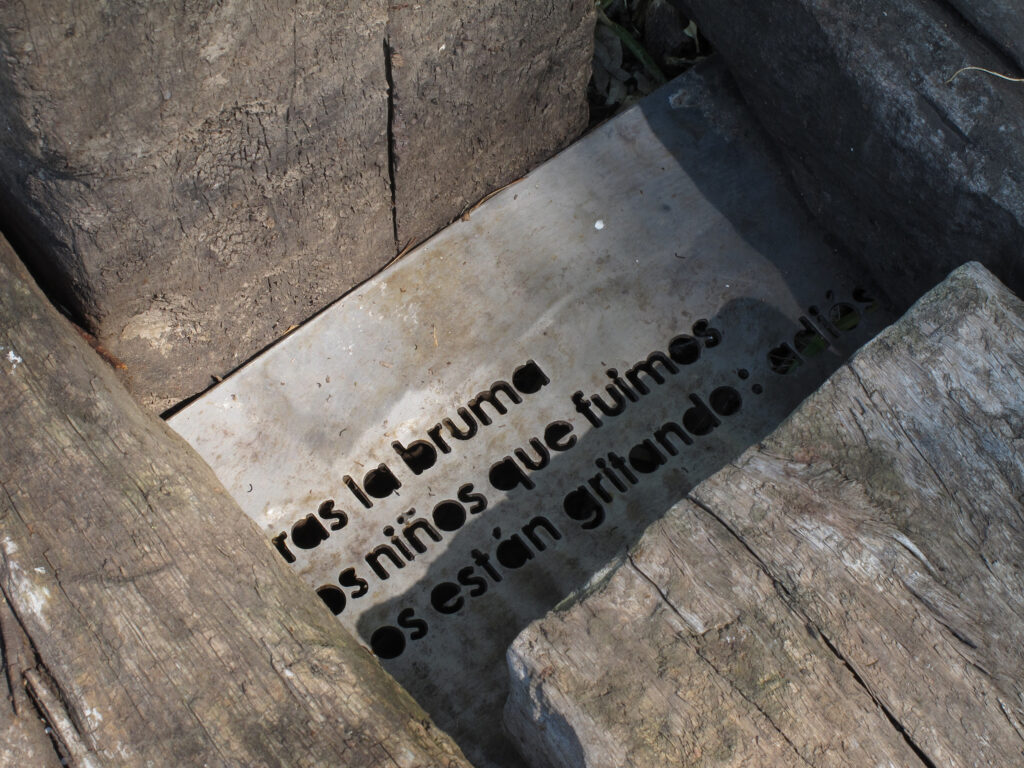 ras la bruma
os niños que fuimos
os están gritando: adiós